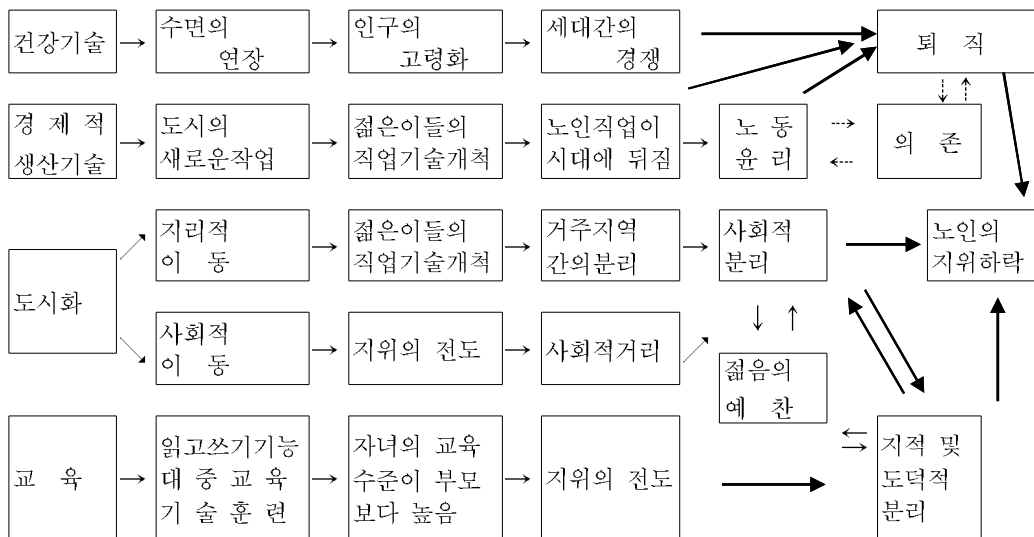 건강기술
수면의
연장
인구의
고령화
세대간의
경쟁
퇴 직
경 제 적
생산기술
도시의
새로운작업
젊은이들의
직업기술개척
노인직업이
시대에 뒤짐
노 동
윤 리
의 존
도시화
지리적
이 동
젊은이들의
직업기술개척
거주지역
간의분리
사회적
분리
노인의
지위하락
사회적
이 동
지위의 전도
사회적거리
젊음의
예 찬
교 육
읽고쓰기기능
대 중 교 육
기 술 훈 련
자녀의 교육
수준이 부모
보다 높음
지위의 전도
지적 및
도덕적
분리